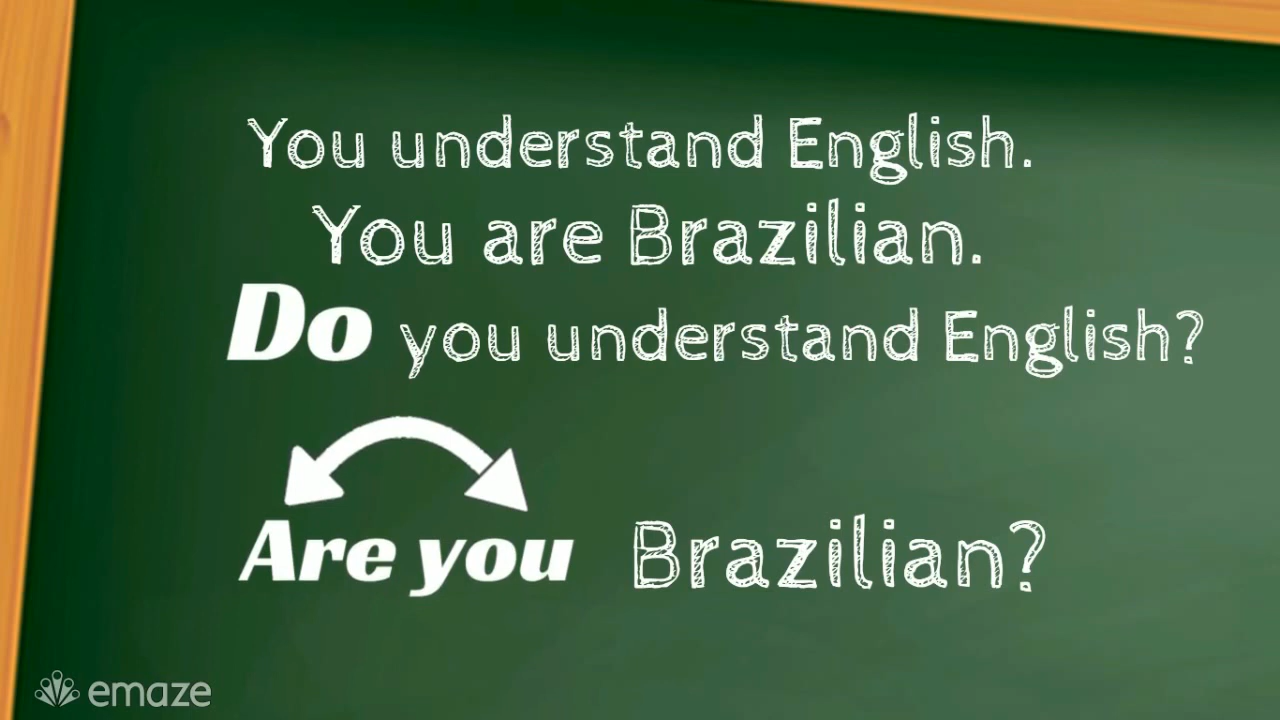 You understand English.
You are Brazilian.
Do you understand English?
Are you Brazilian?
emaze